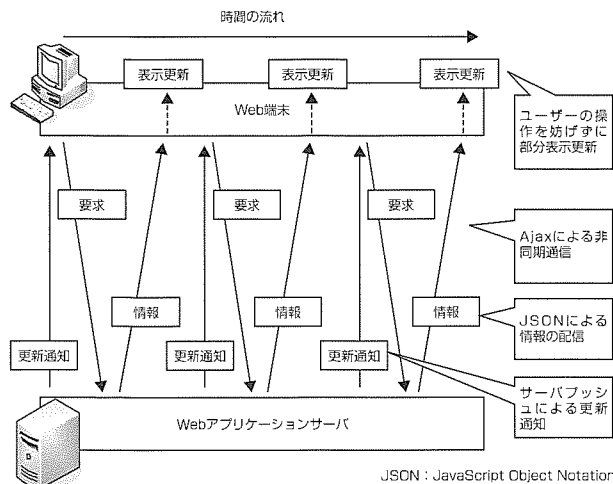 時間の流れ
表示更新
表示更新
表示更新
Web端末
ユーザーの操
作を妨げずに
部分表示更新
要求
要求
要求
Ajaxによる非
同期通信
情報
情報
情報
JSONによる
情報の配信
更新通知
更新通知
更新通知
サーバプッシ
ュによる更新
通知
Webアプリケーションサーバ
JSON：JavaScript Object Notation